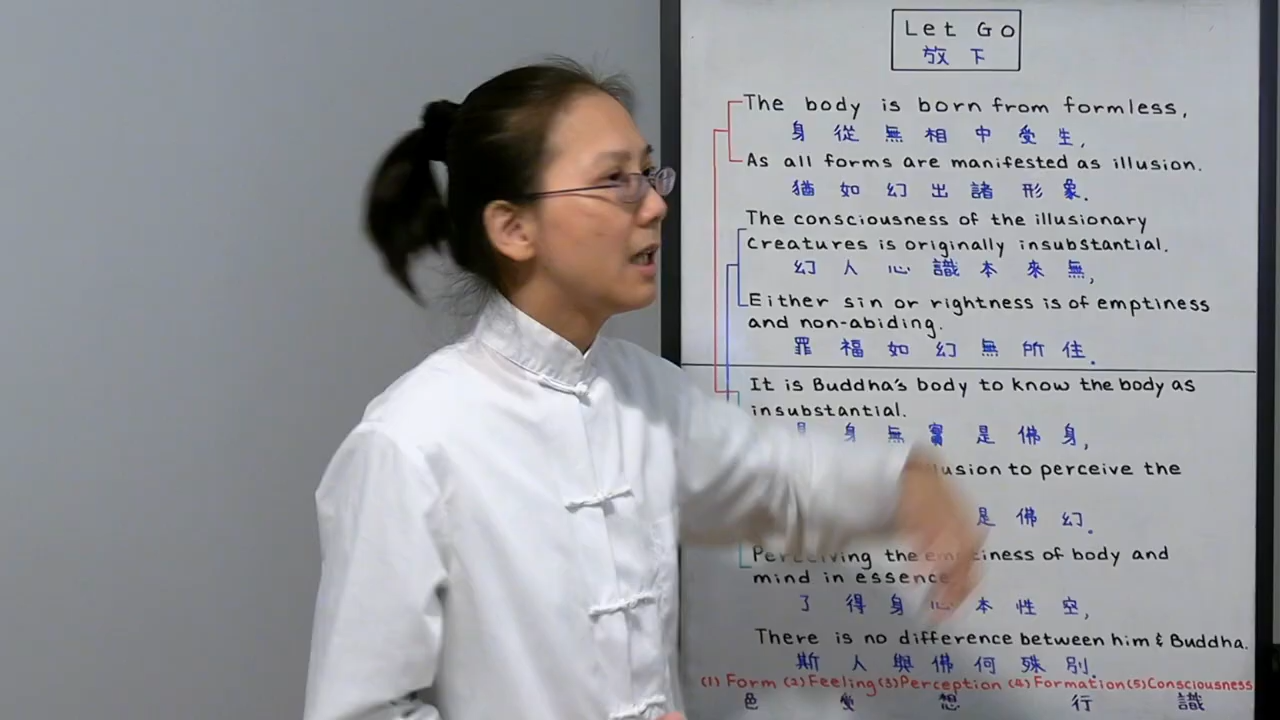 Let Go
放下
The body is born from formless,
身從無相中受生,
As all forms are manifested as illusion.
猶如幻出諸形象.
The consciousness of the illusionary
creatures is originally insubstantial.
幻人心識本來無,
Either sin or rightness is of emptiness
and non-abiding.
罪福如幻無所住.
It is Buddha's body to know the body as
insubstantial.
身無實是佛身,
to perceive the
是佛幻。
Perceiving the emptiness of body and
mind in essence
了得身心本性空,
There is no difference between him & Buddha.
斯人與佛何殊別.
(1) Form (2) Feeling (3) Perception (4) Formation (5) Consciousness
色 受 想 行 識